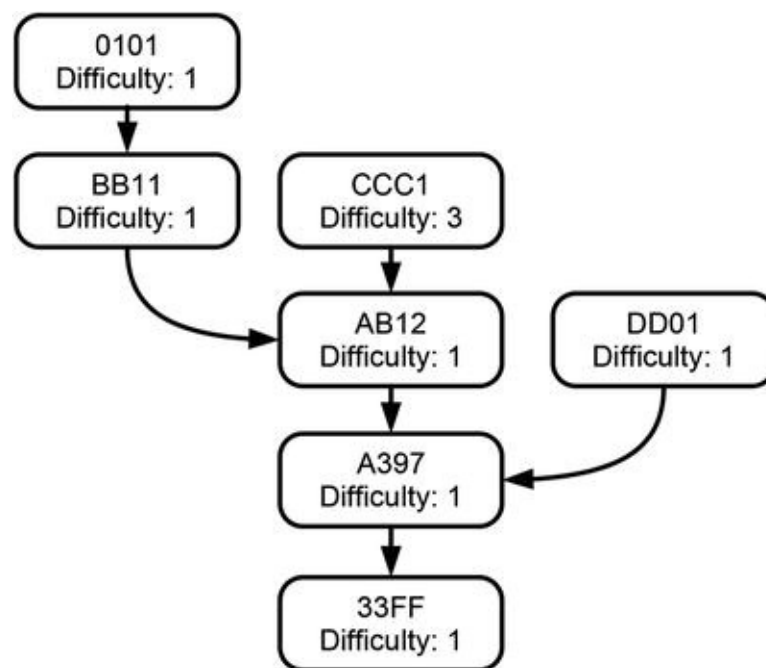 0101
Difficulty: 1
BB11
Difficulty: 1
CCC1
Difficulty: 3
AB12
Difficulty: 1
DD01
Difficulty: 1
A397
Difficulty: 1
33FF
Difficulty: 1